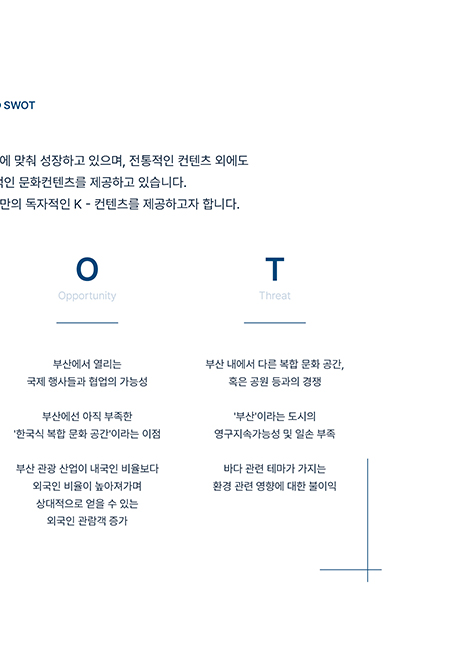 SWOT
에 맞춰 성장하고 있으며, 전통적인 컨텐츠 외에도
적인 문화컨텐츠를 제공하고 있습니다.
만의 독자적인 K - 컨텐츠를 제공하고자 합니다.
O
Opportunity
부산에서 열리는
국제 행사들과 협업의 가능성
부산에선 아직 부족한
'한국식 복합 문화 공간'이라는 이점
부산 관광 산업이 내국인 비율보다
외국인 비율이 높아져가며
상대적으로 얻을 수 있는
외국인 관람객 증가
T
Threat
부산 내에서 다른 복합 문화 공간,
혹은 공원 등과의 경쟁
'부산'이라는 도시의
영구지속가능성 및 일손 부족
바다 관련 테마가 가지는
환경 관련 영향에 대한 불이익